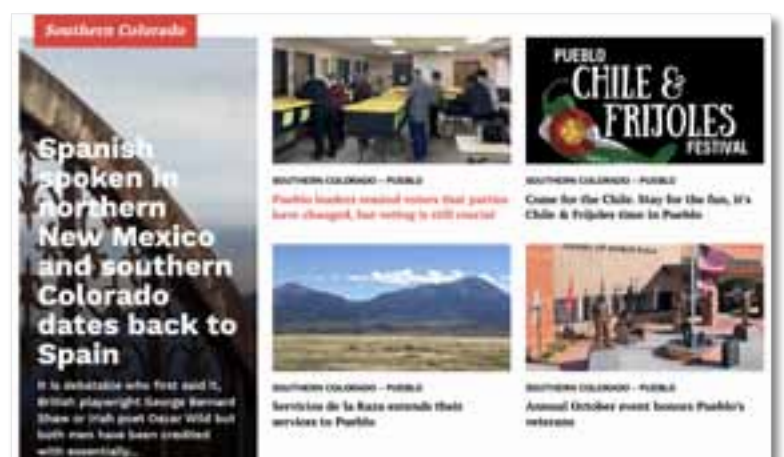 Southern Colorado
Spanish
spoken in
northern
New Mexico
and southern
Colorado
dates back to
Spain
It is debatable who first said it,
British playwright George Bernard
Shaw or Irish poet Oscar Wild but
both men have been credited
with essentially...
SOUTHERN COLORADO – PUEBLO
Pueblo leaders remind voters that parties
have changed, but voting is still crucial
PUEBLO
CHILE &
FRIJOLES
FESTIVAL
SOUTHERN COLORADO – PUEBLO
Come for the Chile. Stay for the fun, it's
Chile & Frijoles time in Pueblo
SOUTHERN COLORADO – PUEBLO
Servicios de la Raza extends their
services to Pueblo
SOUTHERN COLORADO – PUEBLO
Annual October event honors Pueblo's
veterans